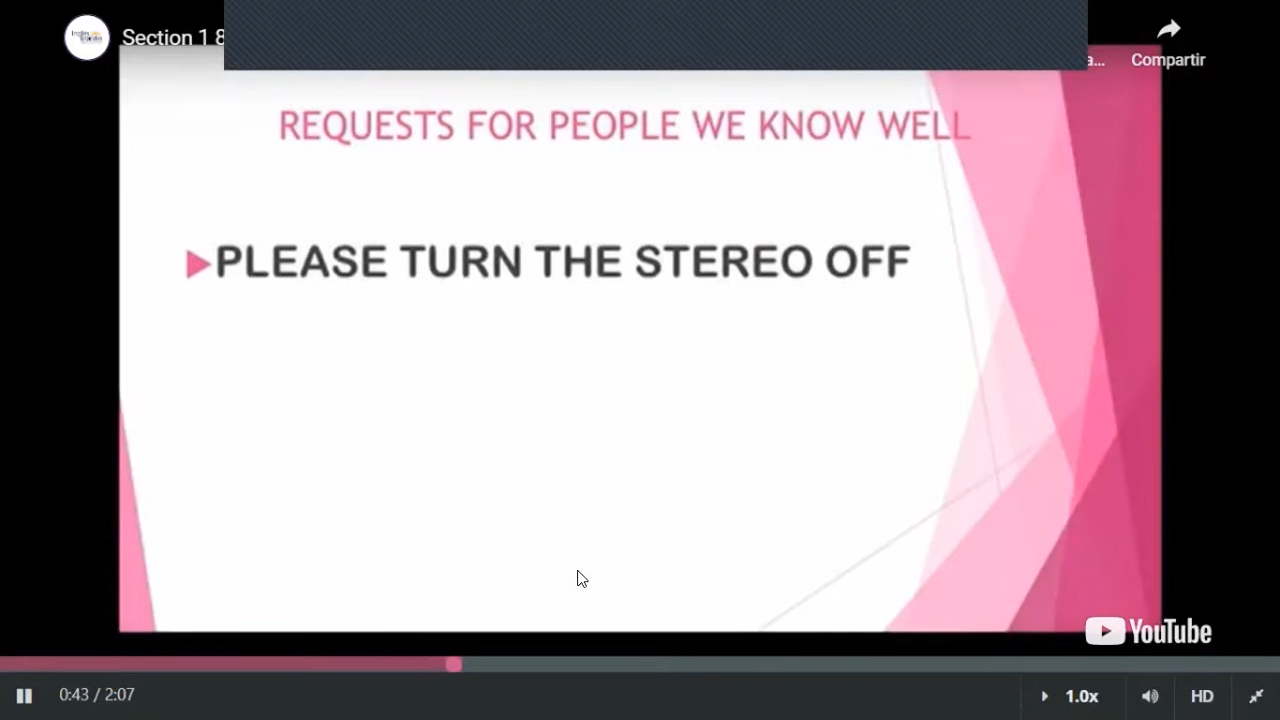 Section 1 8
a...
Compartir
REQUESTS FOR PEOPLE WE KNOW WELL
PLEASE TURN THE STEREO OFF
YouTube
0:43 / 2:07
1.0x
HD